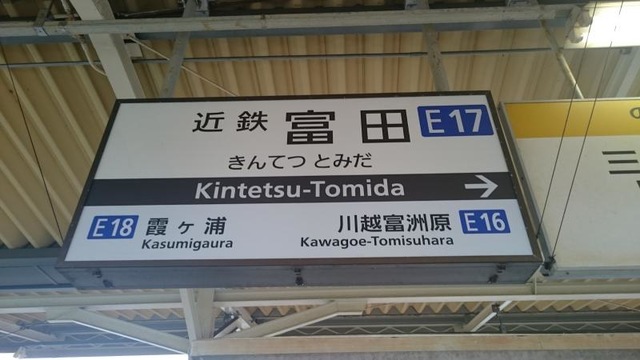 近鉄富田 E17
きんてつ とみだ
Kintetsu-Tomida →
E18 霞ヶ浦 川越富洲原 E16
Kasumigaura Kawagoe-Tomisuhara
三